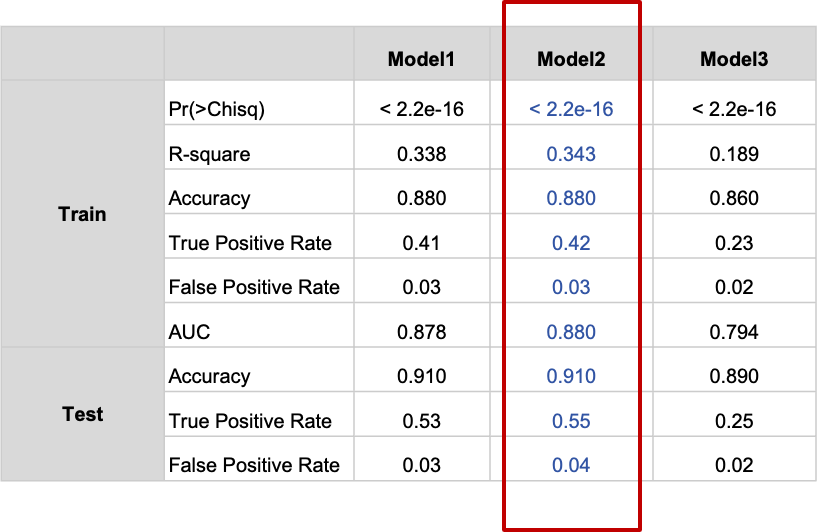 Model1 Model2 Model3
Pr(>Chisq) < 2.2e-16 < 2.2e-16 < 2.2e-16
R-square 0.338 0.343 0.189
Accuracy 0.880 0.880 0.860
Train
True Positive Rate 0.41 0.42 0.23
False Positive Rate 0.03 0.03 0.02
AUC 0.878 0.880 0.794
Accuracy 0.910 0.910 0.890
Test
True Positive Rate 0.53 0.55 0.25
False Positive Rate 0.03 0.04 0.02